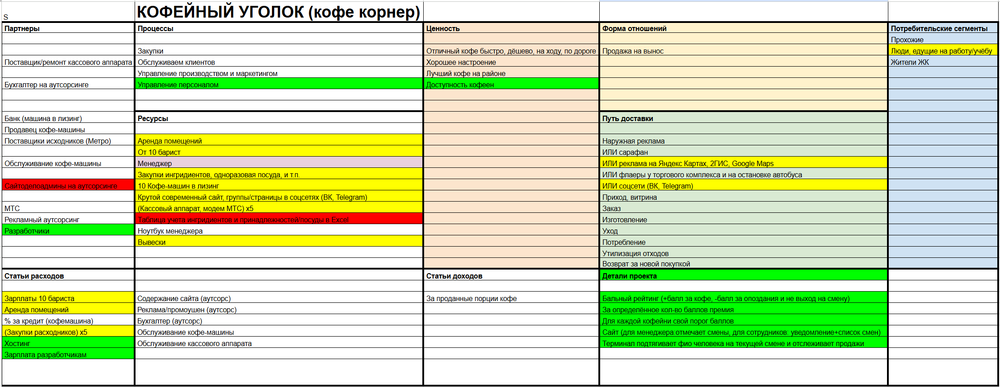 S
КОФЕЙНЫЙ УГОЛОК (кофе корнер)
Партнеры
Поставщик/ремонт кассового аппарата
Бухгалтер на аутсорсинге
Банк (машина в лизинг)
Продавец кофе-машины
Поставщики исходников (Метро)
Обслуживание кофе-машины
Сайтоделоадмины на аутсорсинге
МТС
Рекламный аутсорсинг
Разработчики
Процессы
Закупки
Обслуживаем клиентов
Управление производством и маркетингом
Управление персоналом
Ресурсы
Аренда помещений
От 10 барист
Менеджер
Закупки ингридиентов, одноразовая посуда, и т.п.
10 Кофе-машин в лизинг
Крутой современный сайт, группы/страницы в соцсетях (ВК, Telegram)
(Кассовый аппарат, модем МТС) x5
Таблица учета ингридиентов и принадлежностей/посуды в Excel
Ноутбук менеджера
Вывески
Ценность
Отличный кофе быстро, дёшево, на ходу, по дороге
Хорошее настроение
Лучший кофе на районе
Доступность кофеен
Форма отношений
Продажа на вынос
Путь доставки
Наружная реклама
ИЛИ сарафан
ИЛИ реклама на Яндекс Картах, 2ГИС, Google Maps
ИЛИ флаеры у торгового комплекса и на остановке автобуса
ИЛИ соцсети (ВК, Telegram)
Приход, витрина
Заказ
Изготовление
Уход
Потребление
Утилизация отходов
Возврат за новой покупкой
Потребительские сегменты
Прохожие
Люди, едущие на работу/учёбу
Жители ЖК
Статьи расходов
Зарплаты 10 бариста
Аренда помещений
% за кредит (кофемашина)
(Закупки расходников) x5
Хостинг
Зарплата разработчикам
Содержание сайта (аутсорс)
Реклама/промоушен (аутсорс)
Бухгалтер (аутсорс)
Обслуживание кофе-машины
Обслуживание кассового аппарата
Статьи доходов
За проданные порции кофе
Детали проекта
Бальный рейтинг (+балл за кофе, -балл за опоздания и не выход на смену)
За определённое кол-во баллов премия
Для каждой кофейни свой порог баллов
Сайт (для менеджера:отмечает смены, для сотрудников: уведомление+список смен)
Терминал подтягивает фио человека на текущей смене и отслеживает продажи